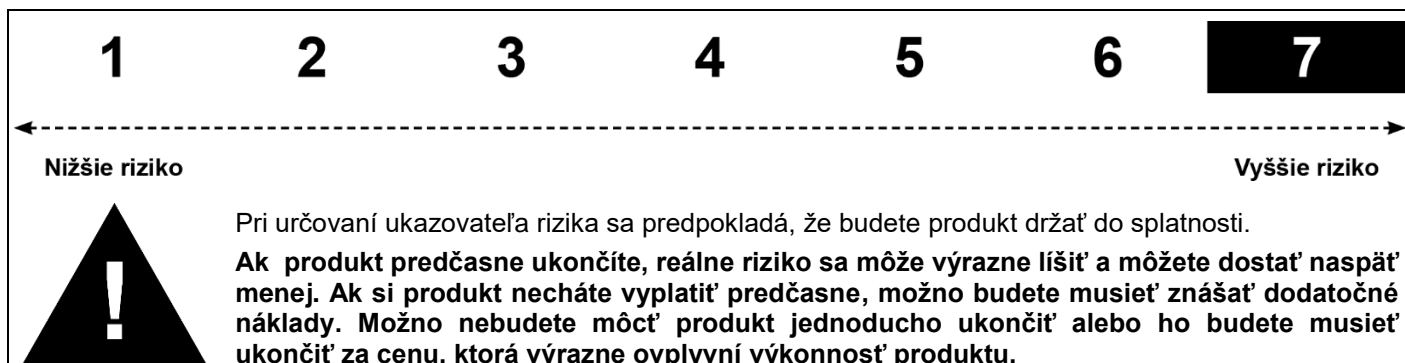 1 2 3 4 5 6 7
Nižšie riziko Vyššie riziko
Pri určovaní ukazovateľa rizika sa predpokladá, že budete produkt držať do splatnosti.
Ak produkt predčasne ukončíte, reálne riziko sa môže výrazne líšiť a môžete dostať naspäť
menej. Ak si produkt necháte vyplatiť predčasne, možno budete musieť znášať dodatočné
náklady. Možno nebudete môcť produkt jednoducho ukončiť alebo ho budete musieť
ukončiť za cenu, ktorá výrazne ovplyvní výkonnosť produktu.
!